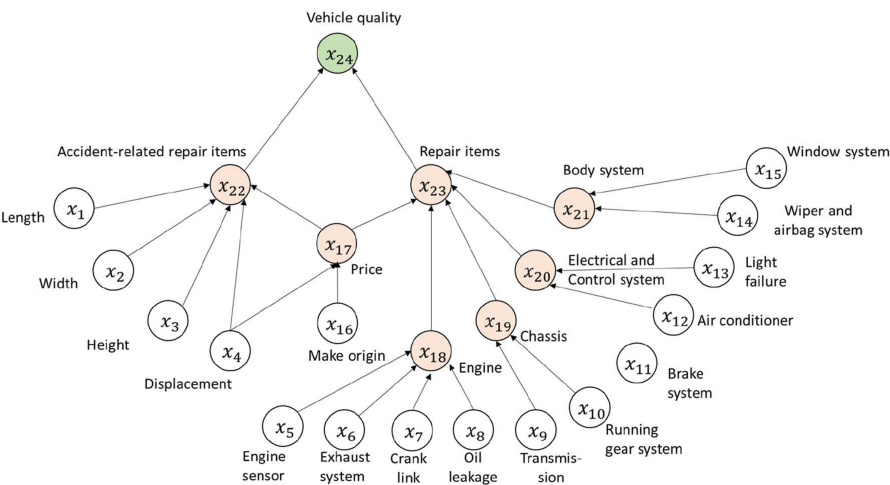 Vehicle quality
x24
Accident-related repair items
Repair items
Body system
Window system
x15
x22
x23
x21
x1
Length
x14
Wiper and
airbag system
x17
Price
x2
Width
x20
Electrical and
Control system
x13
Light
failure
x3
Height
x16
Make origin
x19
Chassis
x12
Air conditioner
x4
Displacement
x18
Engine
x11
Brake
system
x10
Running
gear system
x5
Engine
sensor
x6
Exhaust
system
x7
Crank
link
x8
Oil
leakage
x9
Transmis-
sion